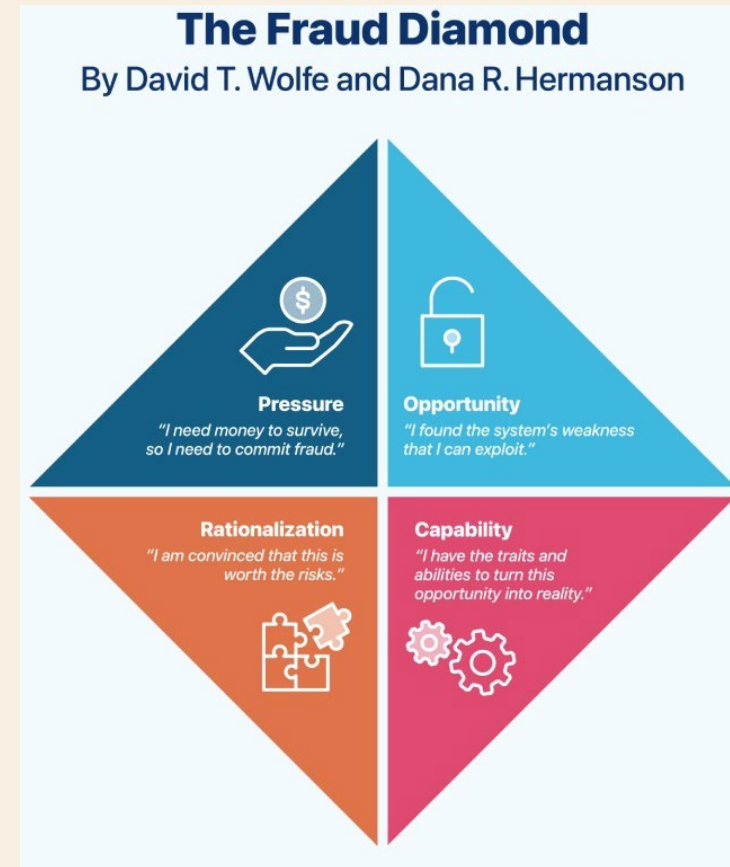 The Fraud Diamond
By David T. Wolfe and Dana R. Hermanson
$
Pressure
“I need money to survive,
so I need to commit fraud.”
Opportunity
“I found the system’s weakness
that I can exploit.”
Rationalization
“I am convinced that this is
worth the risks.”
Capability
“I have the traits and
abilities to turn this
opportunity into reality.”